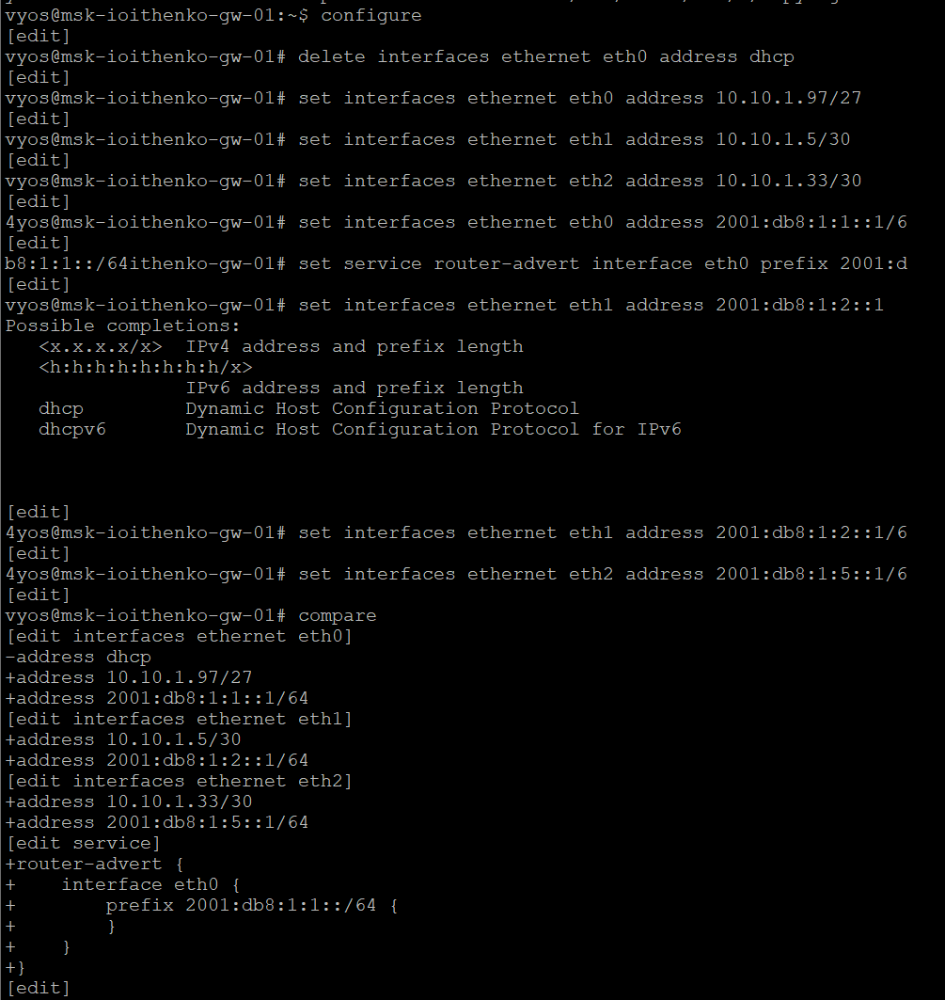 vyos@msk-ioithenko-gw-01:~$ configure
[edit]
vyos@msk-ioithenko-gw-01# delete interfaces ethernet eth0 address dhcp
[edit]
vyos@msk-ioithenko-gw-01# set interfaces ethernet eth0 address 10.10.1.97/27
[edit]
vyos@msk-ioithenko-gw-01# set interfaces ethernet eth1 address 10.10.1.5/30
[edit]
vyos@msk-ioithenko-gw-01# set interfaces ethernet eth2 address 10.10.1.33/30
[edit]
4yos@msk-ioithenko-gw-01# set interfaces ethernet eth0 address 2001:db8:1:1::1/6
[edit]
b8:1:1::/64ithenko-gw-01# set service router-advert interface eth0 prefix 2001:d
[edit]
vyos@msk-ioithenko-gw-01# set interfaces ethernet eth1 address 2001:db8:1:2::1
Possible completions:
   <x.x.x.x/x>  IPv4 address and prefix length
   <h:h:h:h:h:h:h:h/x>
                IPv6 address and prefix length
   dhcp         Dynamic Host Configuration Protocol
   dhcpv6       Dynamic Host Configuration Protocol for IPv6
[edit]
4yos@msk-ioithenko-gw-01# set interfaces ethernet eth1 address 2001:db8:1:2::1/6
[edit]
4yos@msk-ioithenko-gw-01# set interfaces ethernet eth2 address 2001:db8:1:5::1/6
[edit]
vyos@msk-ioithenko-gw-01# compare
[edit interfaces ethernet eth0]
-address dhcp
+address 10.10.1.97/27
+address 2001:db8:1:1::1/64
[edit interfaces ethernet eth1]
+address 10.10.1.5/30
+address 2001:db8:1:2::1/64
[edit interfaces ethernet eth2]
+address 10.10.1.33/30
+address 2001:db8:1:5::1/64
[edit service]
+router-advert {
+    interface eth0 {
+        prefix 2001:db8:1:1::/64 {
+        }
+    }
+}
[edit]